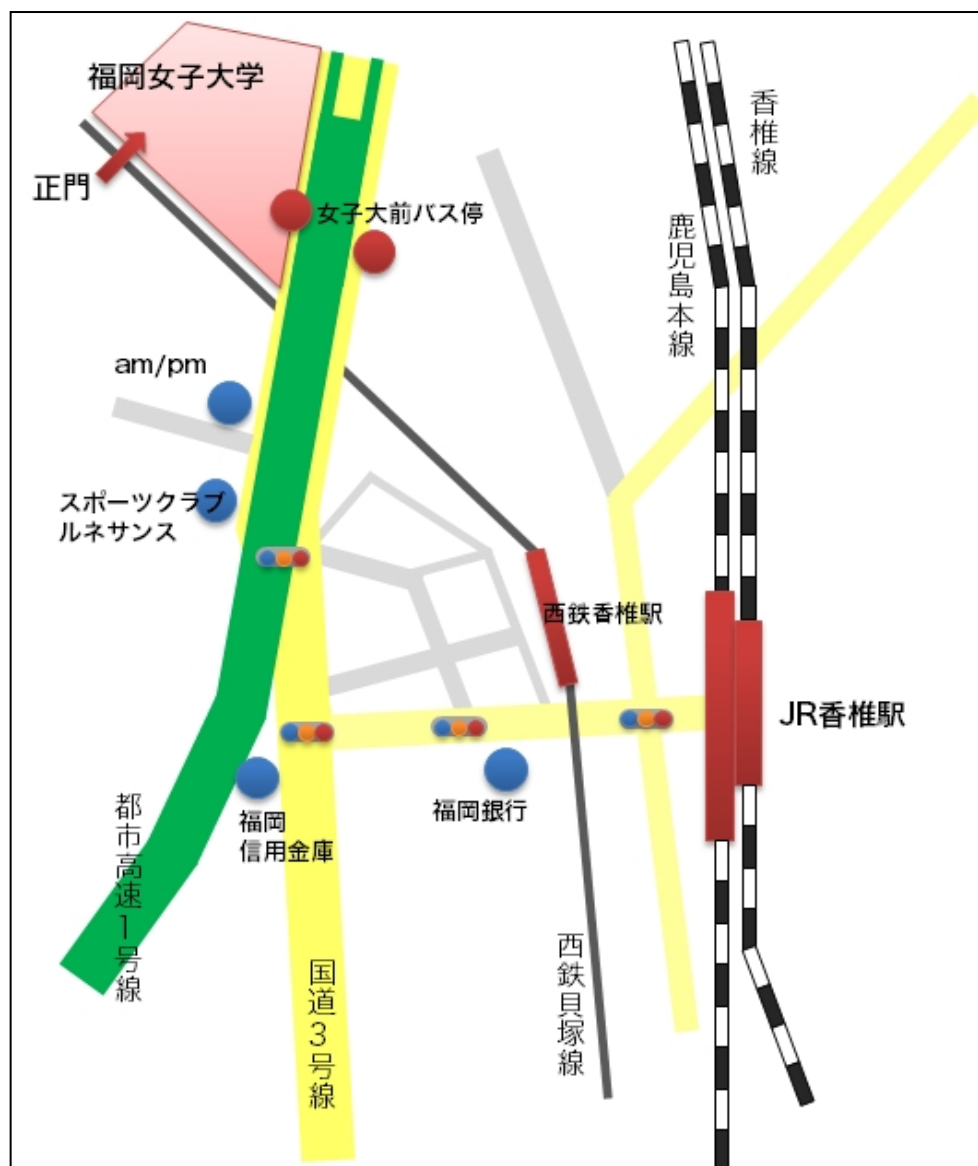 福岡女子大学
正門
女子大前バス停
香椎線
鹿児島本線
am/pm
スポーツクラブ
ルネサンス
西鉄香椎駅
JR香椎駅
福岡
信用金庫
福岡銀行
都市高速1号線
国道3号線
西鉄貝塚線